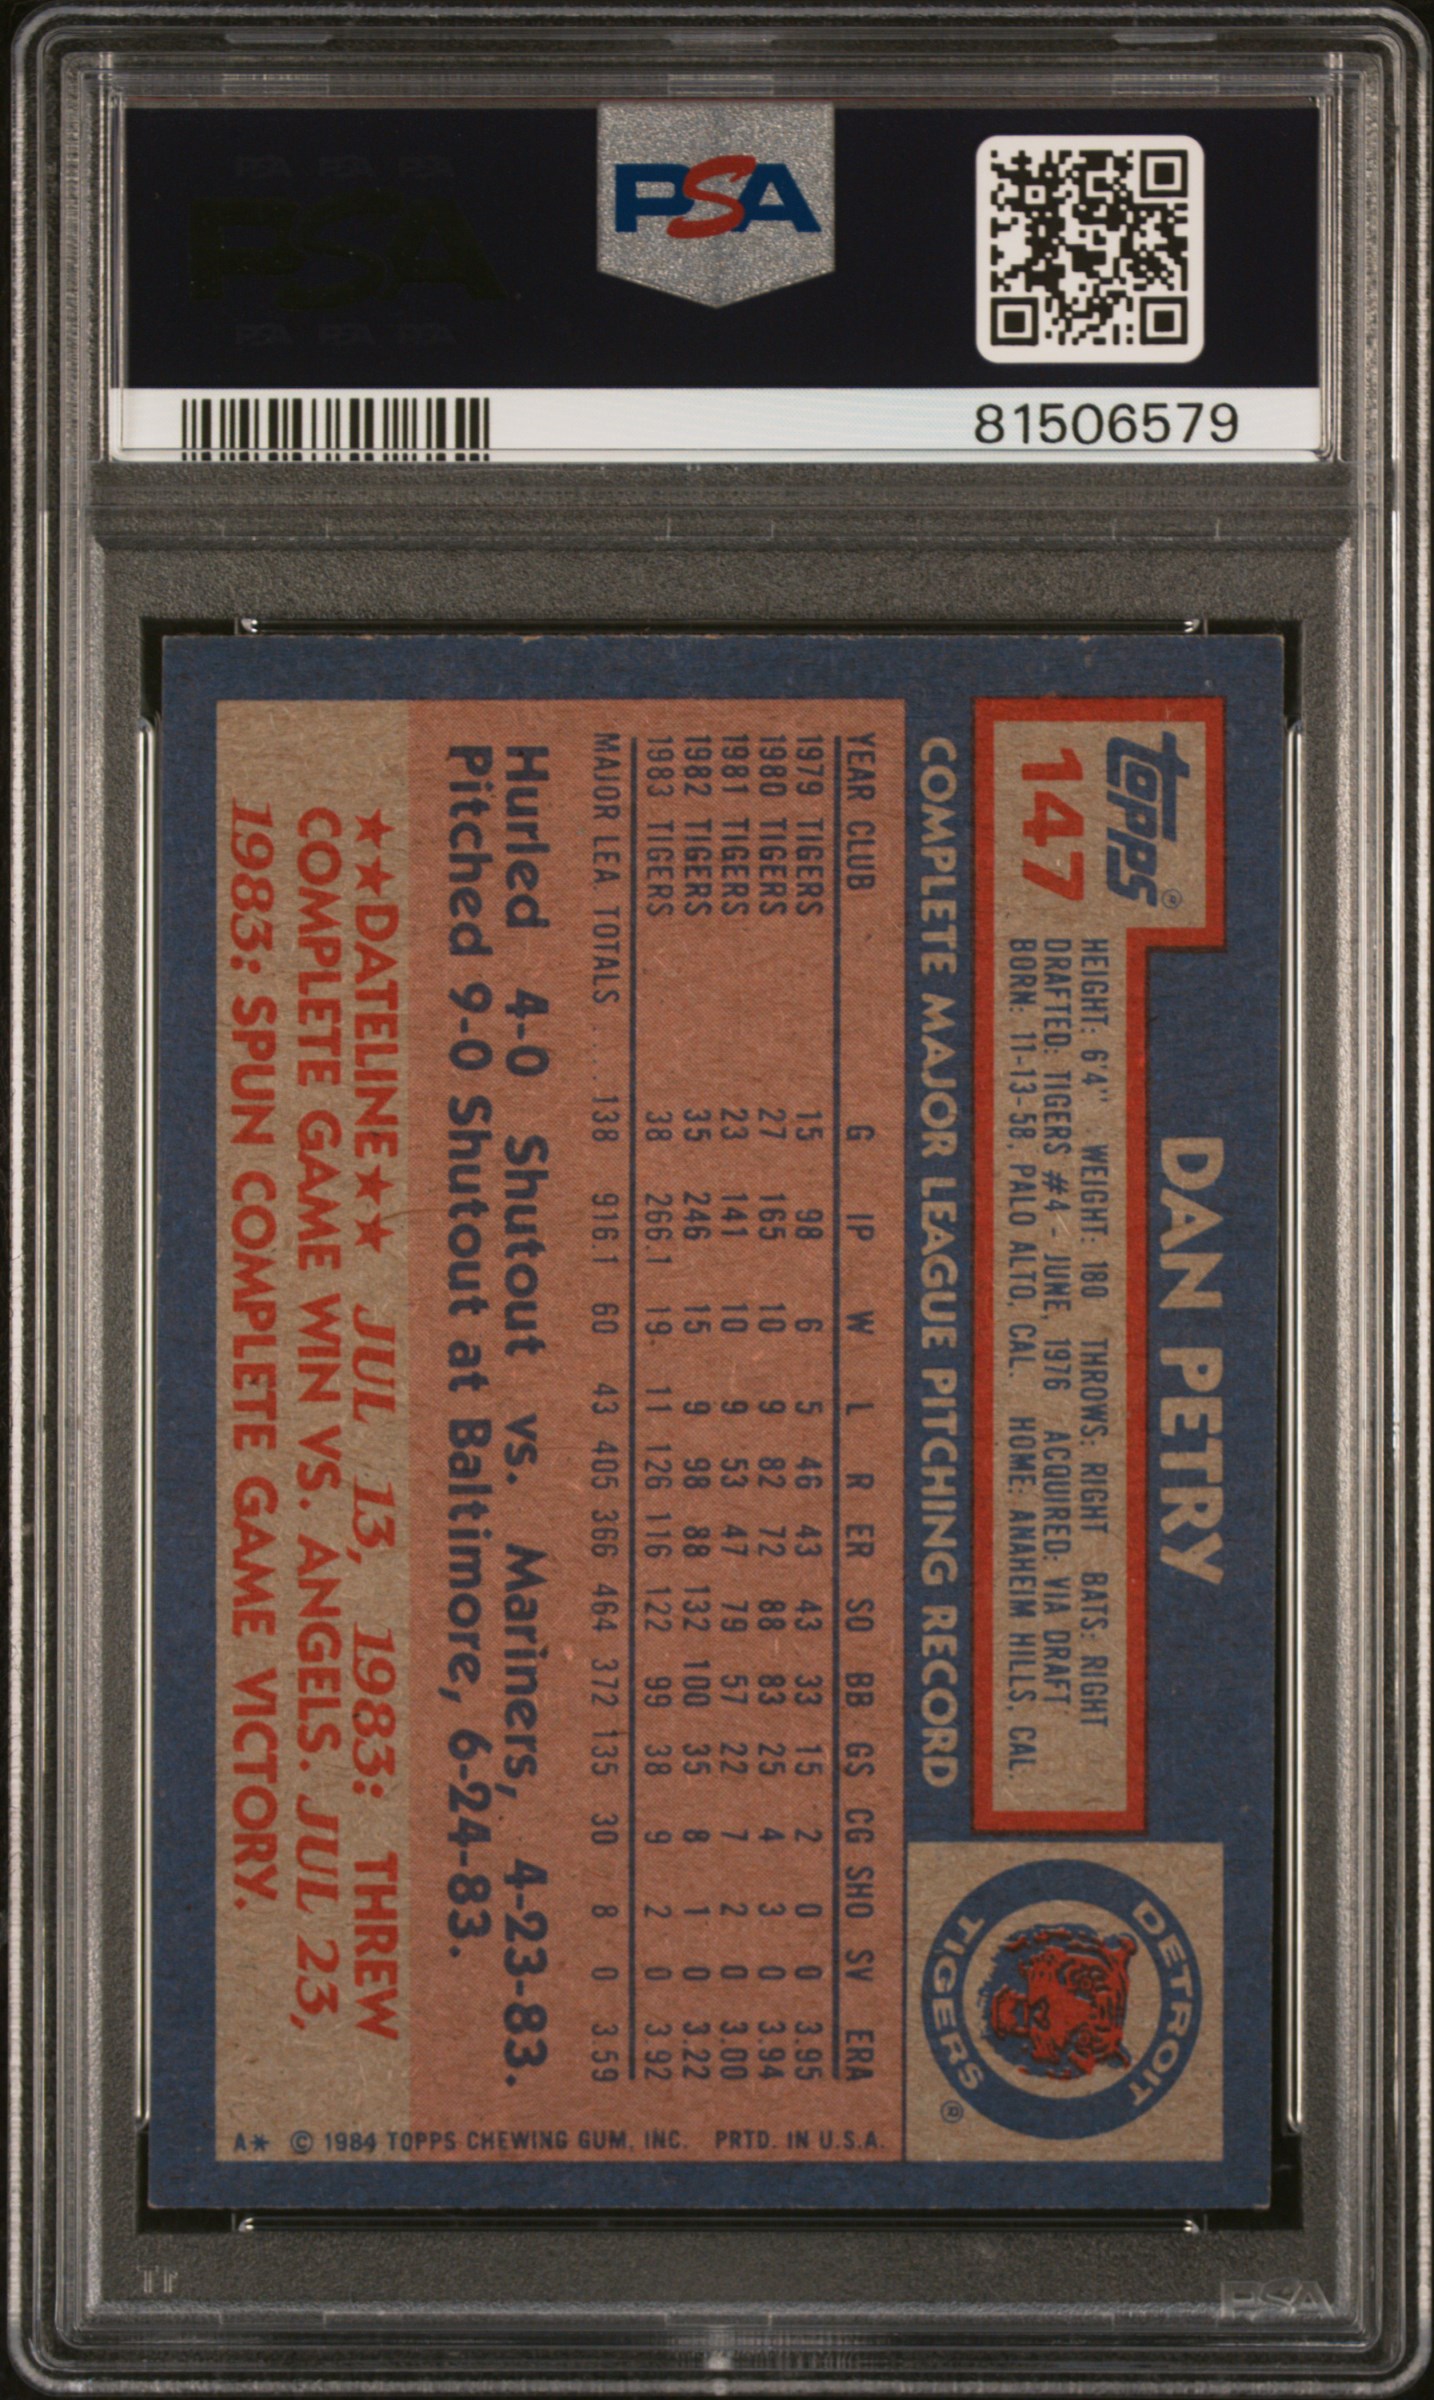 PSA PSA PSA
PSA
PSA PSA PSA
PSA
81506579
Topps®
147
DAN PETRY
HEIGHT: 6'4" WEIGHT: 180 THROWS: RIGHT BATS: RIGHT
DRAFTED: TIGERS #4 - JUNE, 1976 ACQUIRED: VIA DRAFT
BORN: 11-13-58, PALO ALTO, CAL. HOME: ANAHEIM HILLS, CAL.
DETROIT
TIGERS
®
COMPLETE MAJOR LEAGUE PITCHING RECORD
YEAR CLUB G IP W L R ER SO BB GS CG SHO SV ERA
1979 TIGERS 15 98 6 5 46 43 43 33 15 2 0 0 3.95
1980 TIGERS 27 165 10 9 82 72 88 83 25 4 3 0 3.94
1981 TIGERS 23 141 10 9 53 47 79 57 22 7 2 0 3.00
1982 TIGERS 35 246 15 9 98 88 132 100 35 8 1 0 3.22
1983 TIGERS 38 266.1 19 11 126 116 122 99 38 9 2 0 3.92
MAJOR LEA. TOTALS .... 138 916.1 60 43 405 366 464 372 135 30 8 0 3.59
Hurled 4-0 Shutout vs. Mariners, 4-23-83.
Pitched 9-0 Shutout at Baltimore, 6-24-83.
★★DATELINE★★ JUL 13, 1983: THREW
COMPLETE GAME WIN VS. ANGELS. JUL 23,
1983: SPUN COMPLETE GAME VICTORY.
A* © 1984 TOPPS CHEWING GUM, INC. PRTD. IN U.S.A.
PSA